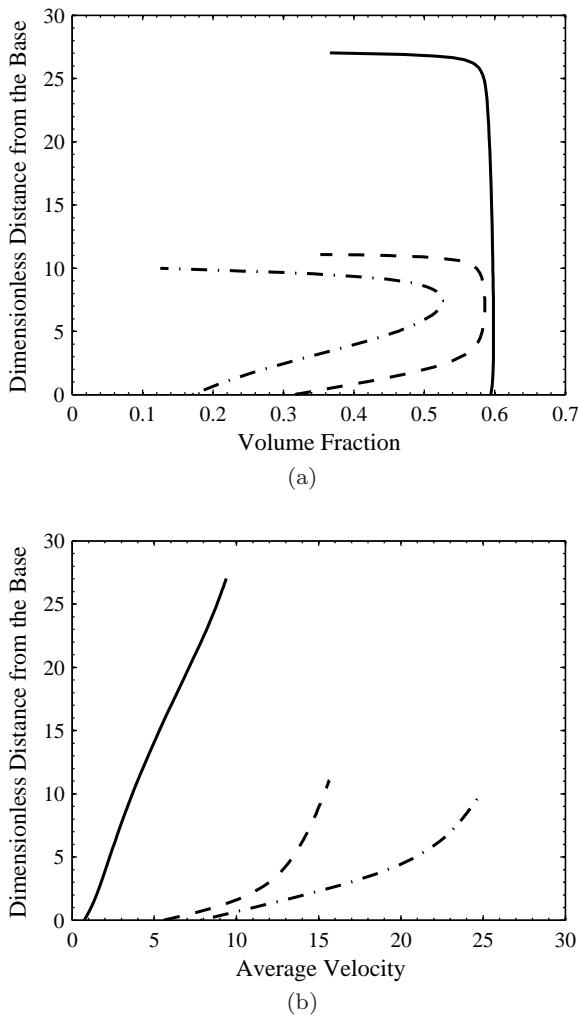 30
25
20
15
10
5
0
Dimensionless Distance from the Base
0 0.1 0.2 0.3 0.4 0.5 0.6 0.7
Volume Fraction
(a)
30
25
20
15
10
5
0
Dimensionless Distance from the Base
0 5 10 15 20 25 30
Average Velocity
(b)